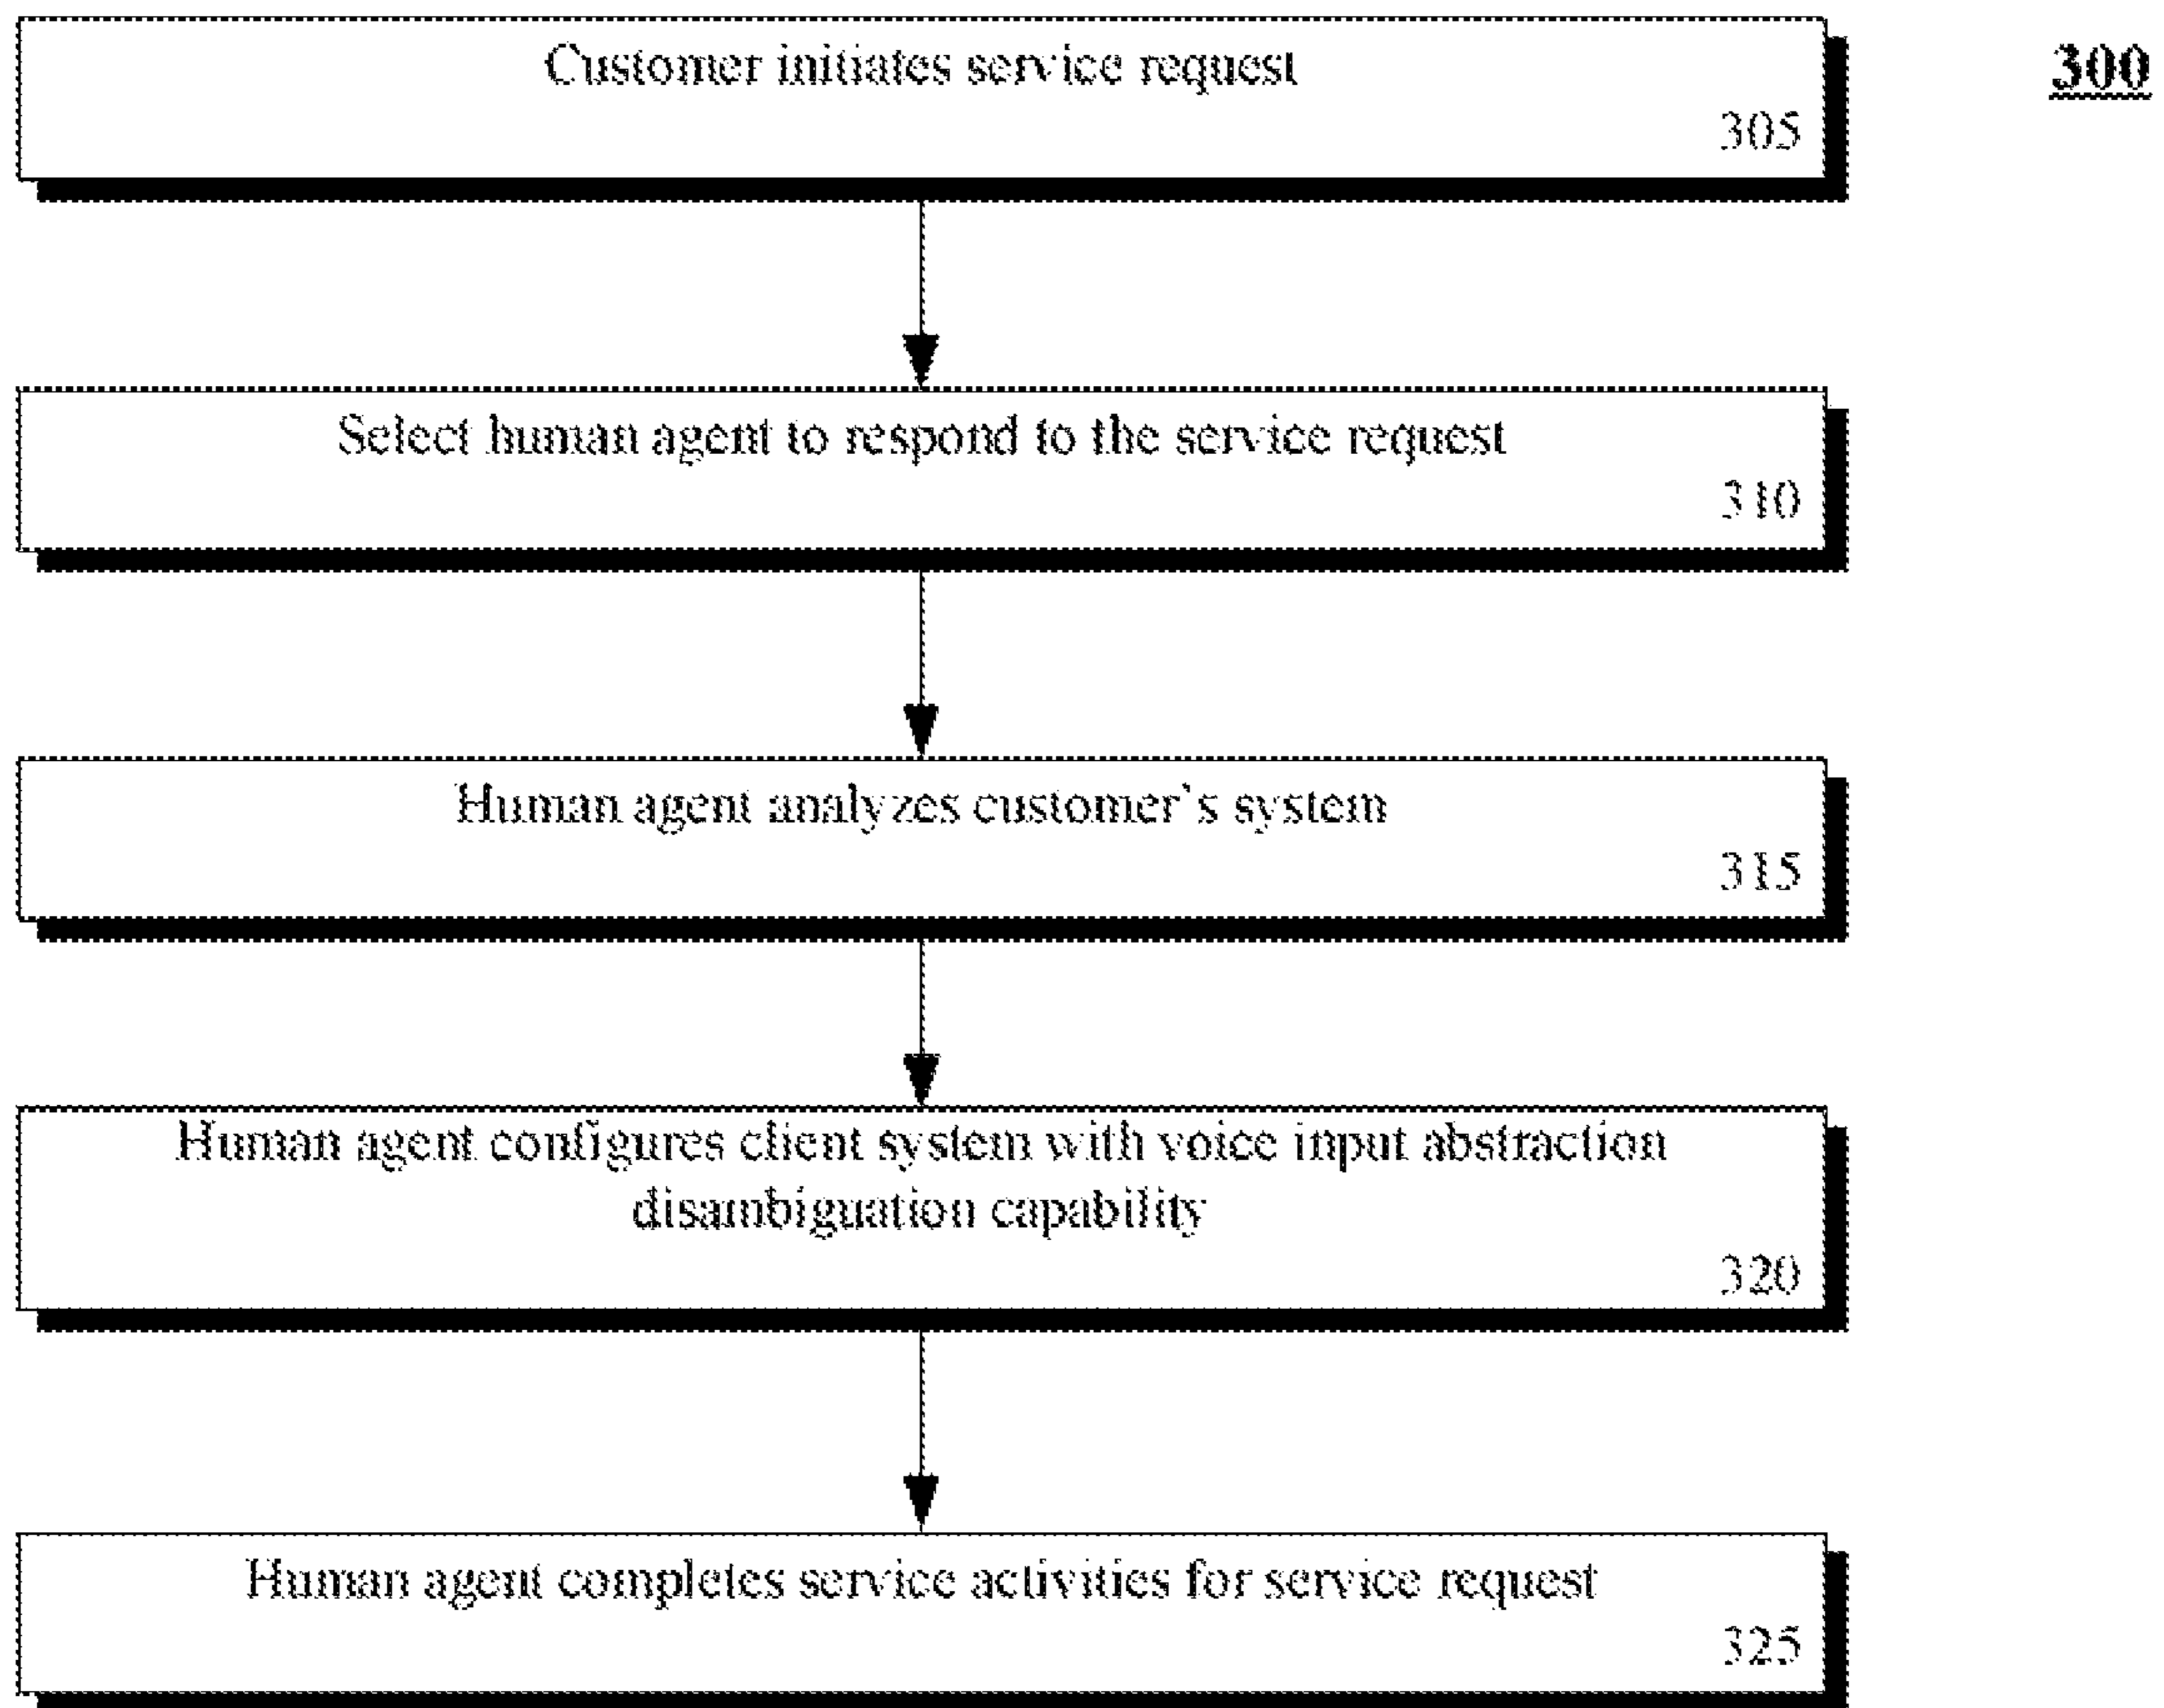 Customer initiates service request
300
305
Select human agent to respond to the service request
310
Human agent analyzes customer's system
315
Human agent configures client system with voice input abstraction
disambiguation capability
320
Human agent completes service activities for service request
325